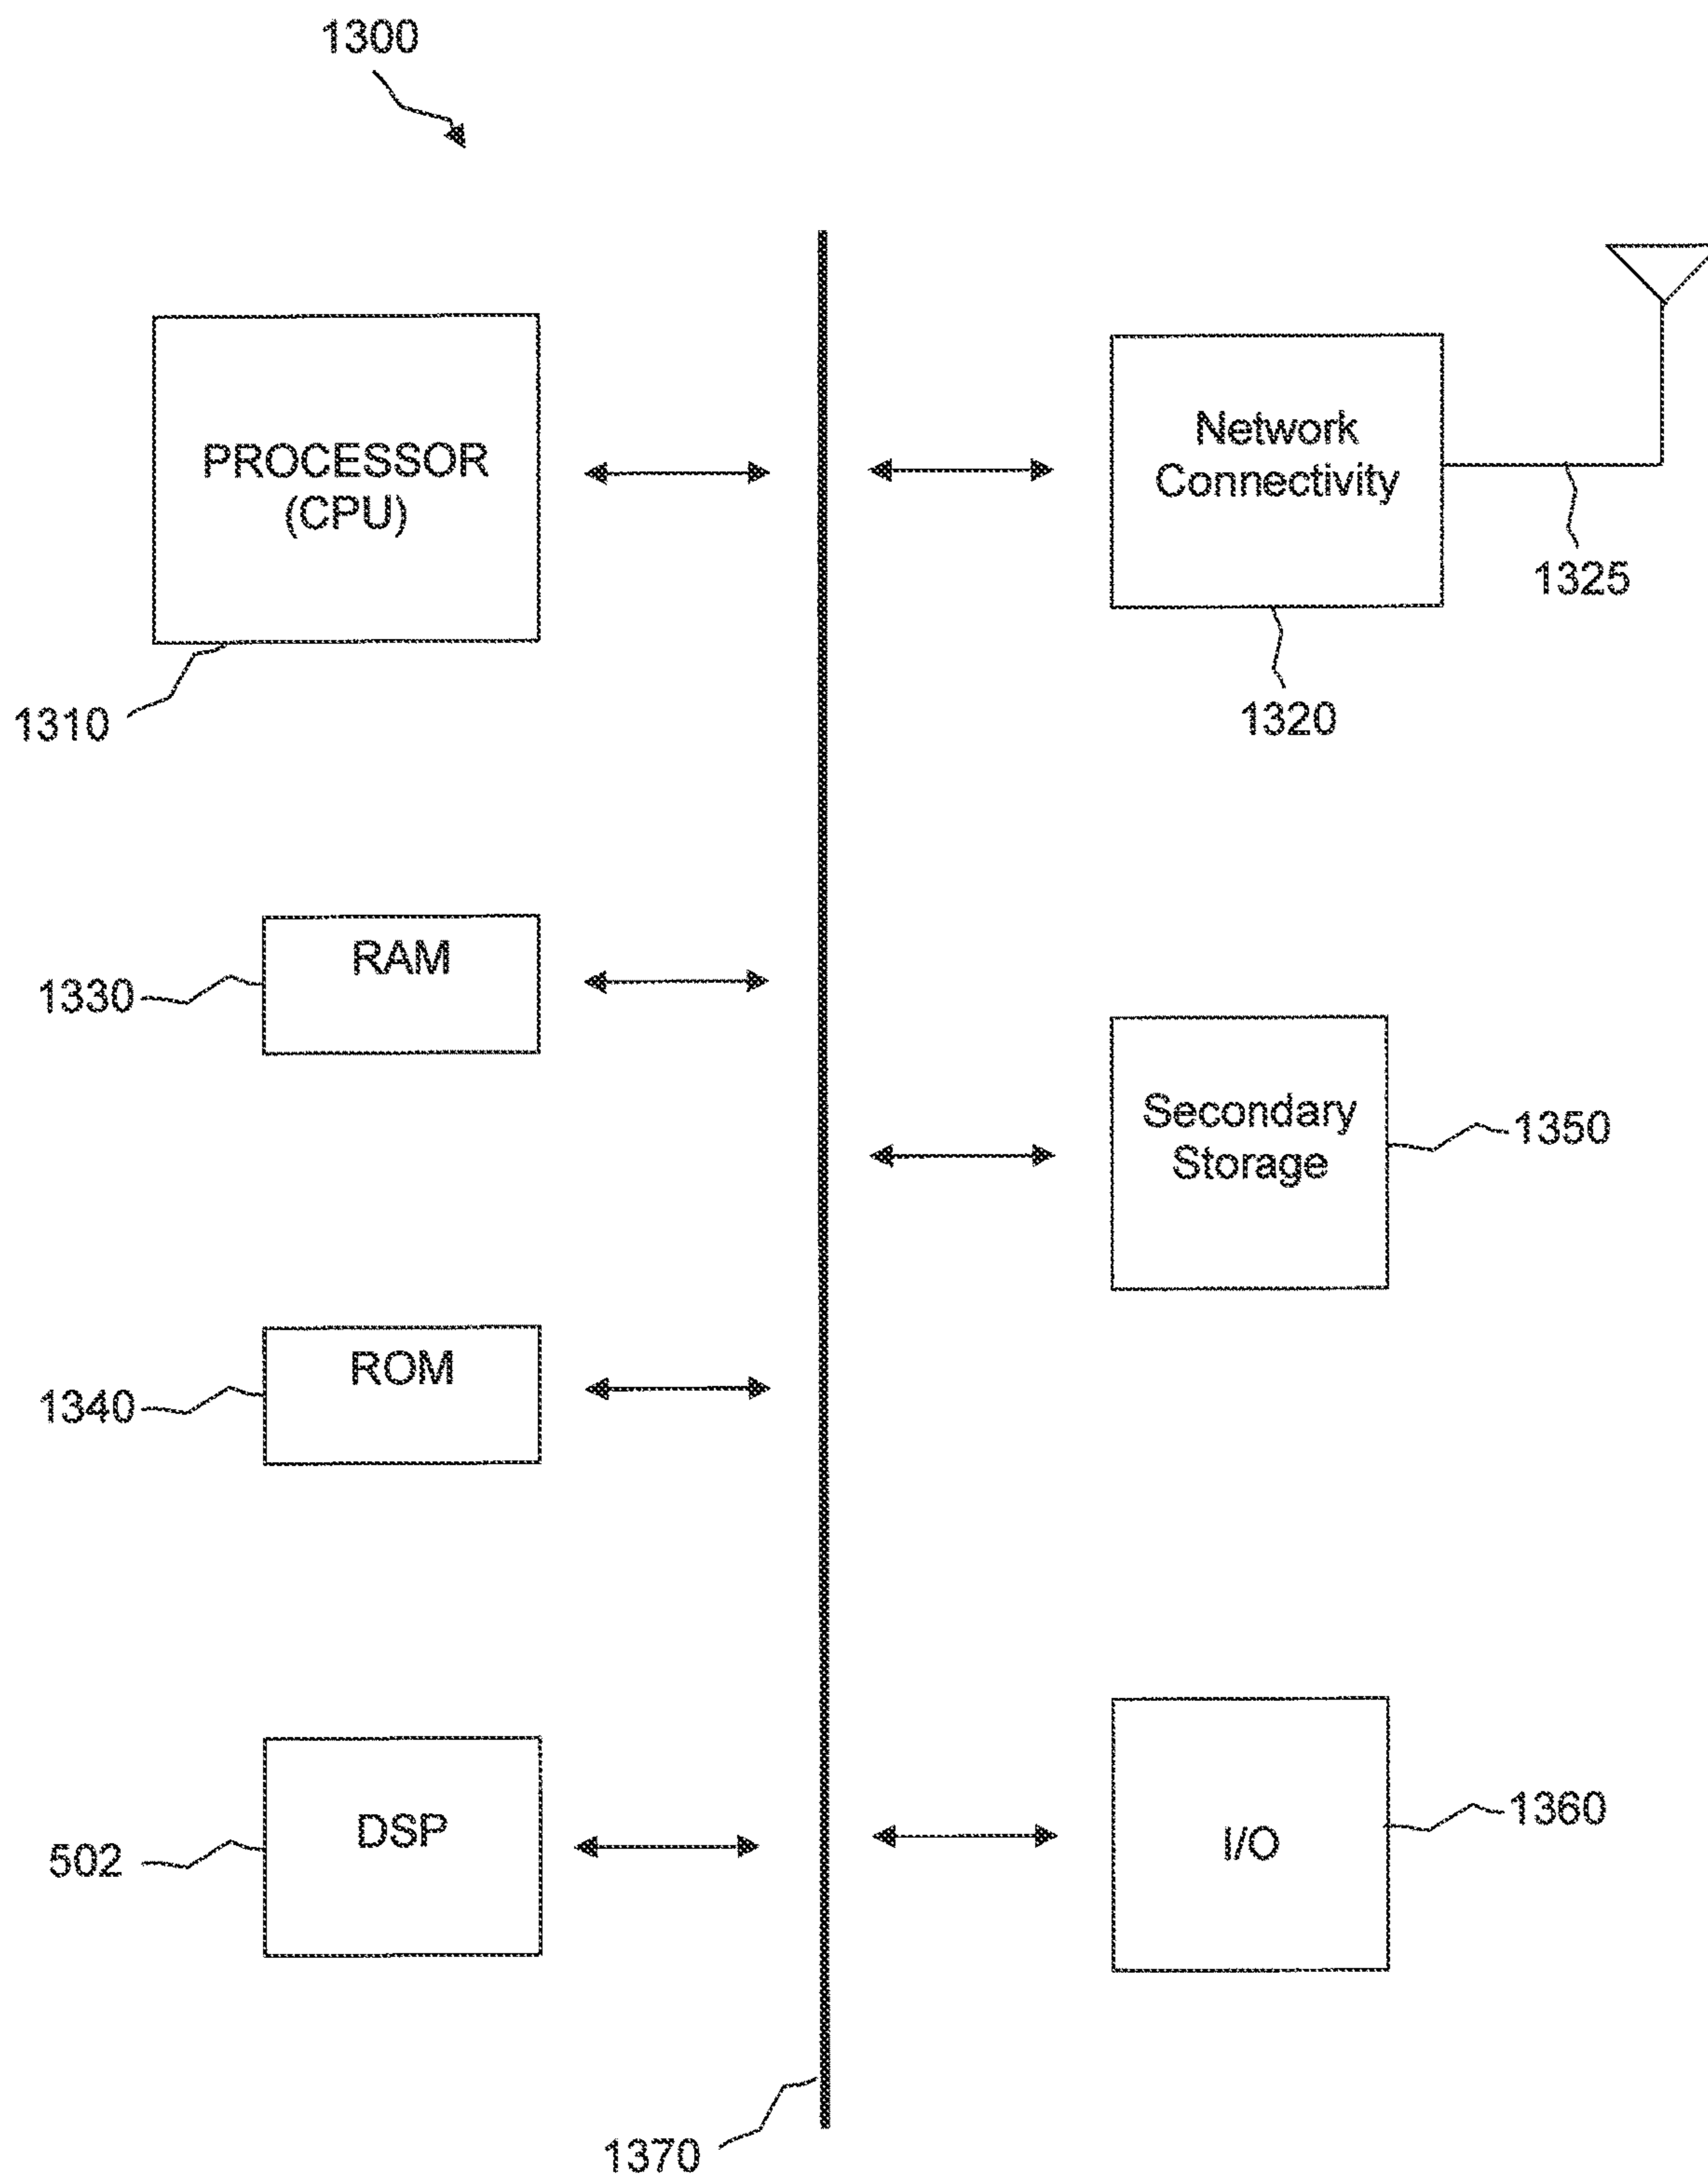 1300
PROCESSOR
(CPU)
1310
Network
Connectivity
1325
1320
RAM
1330
Secondary
Storage
1350
ROM
1340
DSP
502
I/O
1360
1370